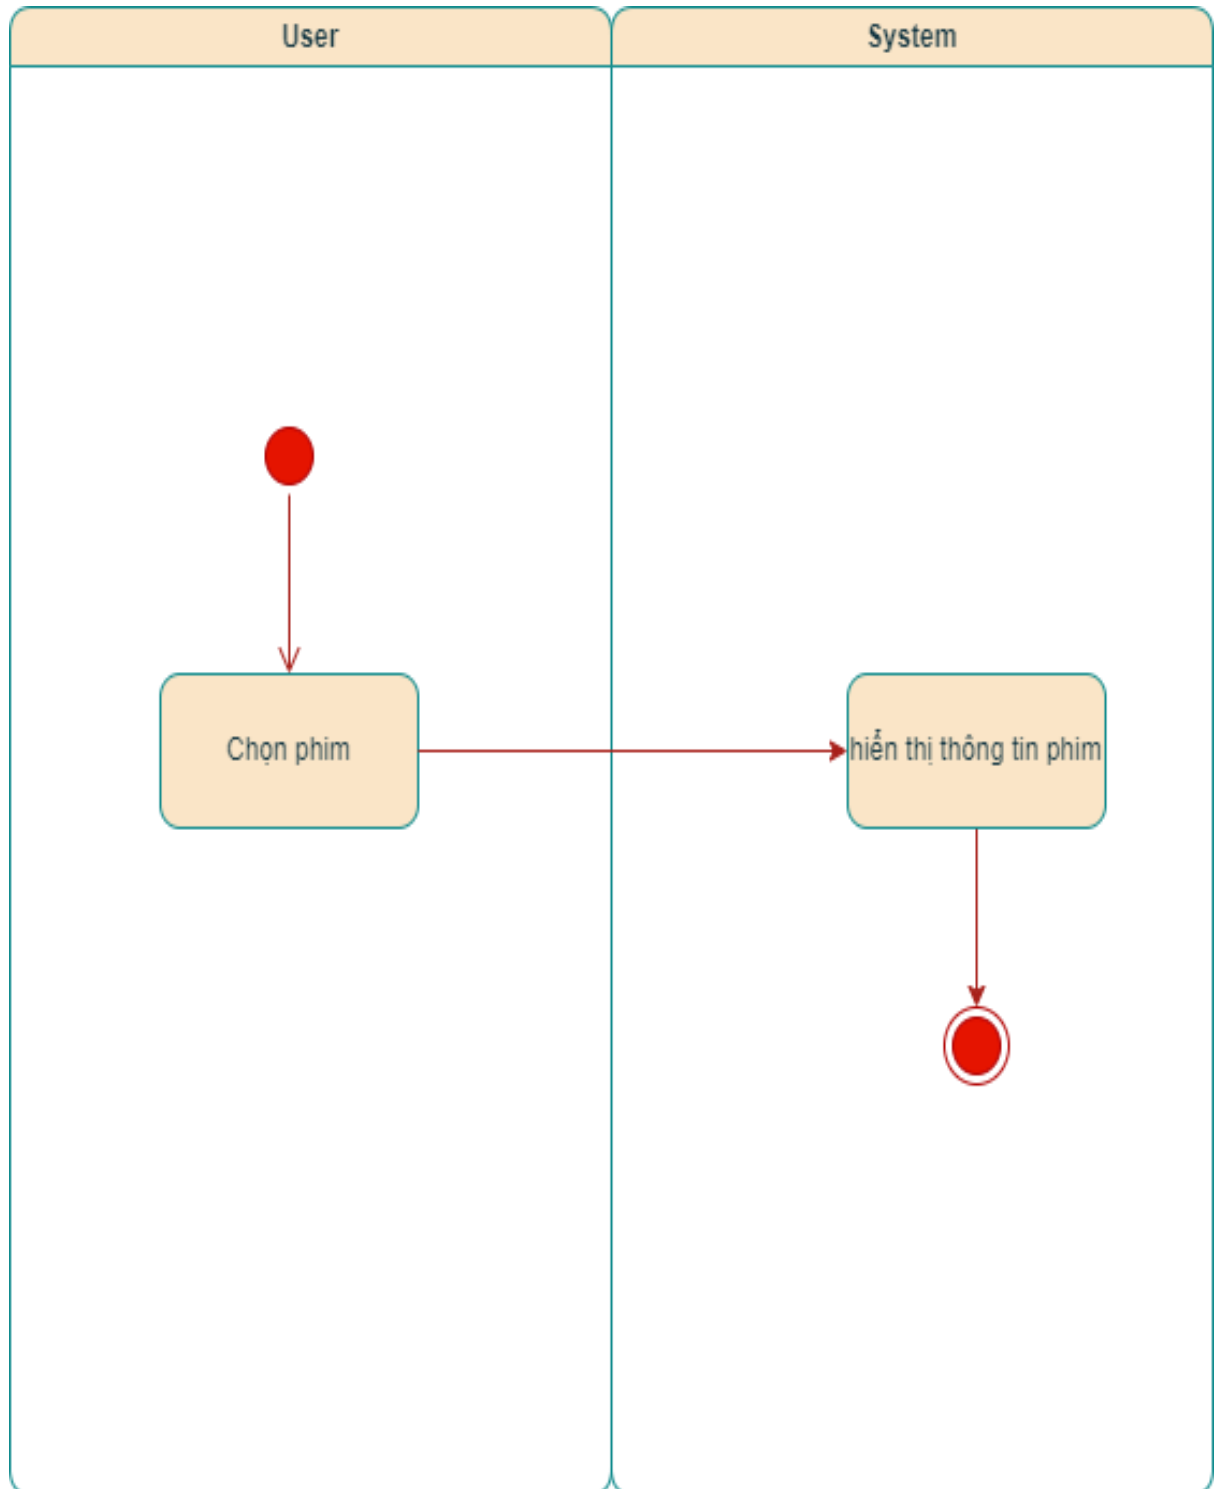 User
System
Chọn phim
hiển thị thông tin phim